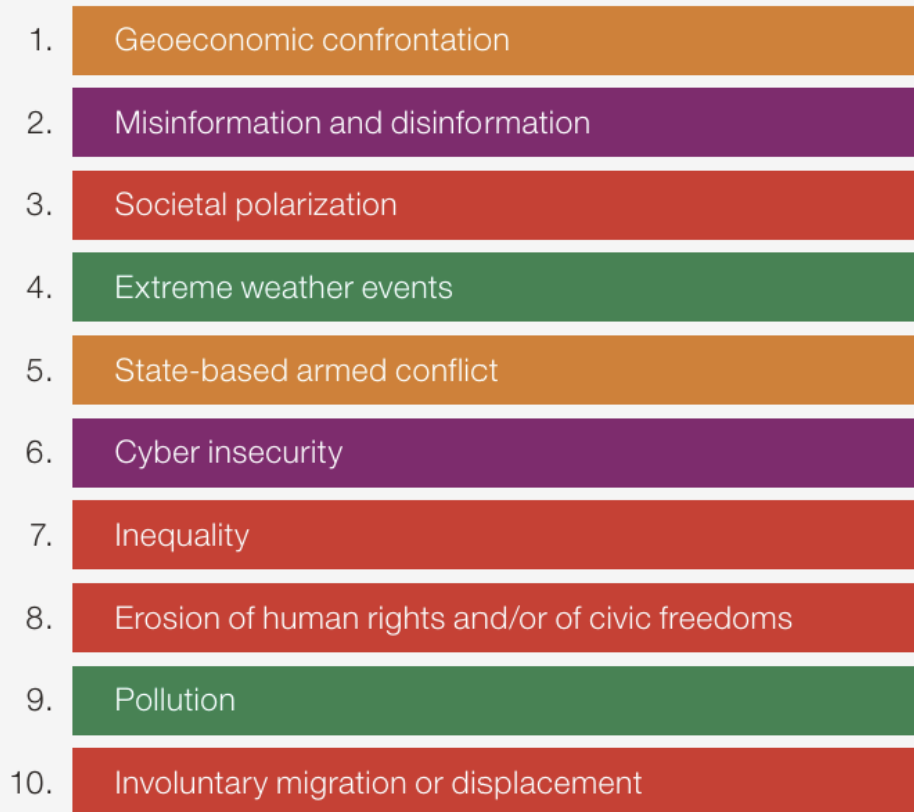 1. Geoeconomic confrontation
2. Misinformation and disinformation
3. Societal polarization
4. Extreme weather events
5. State-based armed conflict
6. Cyber insecurity
7. Inequality
8. Erosion of human rights and/or of civic freedoms
9. Pollution
10. Involuntary migration or displacement